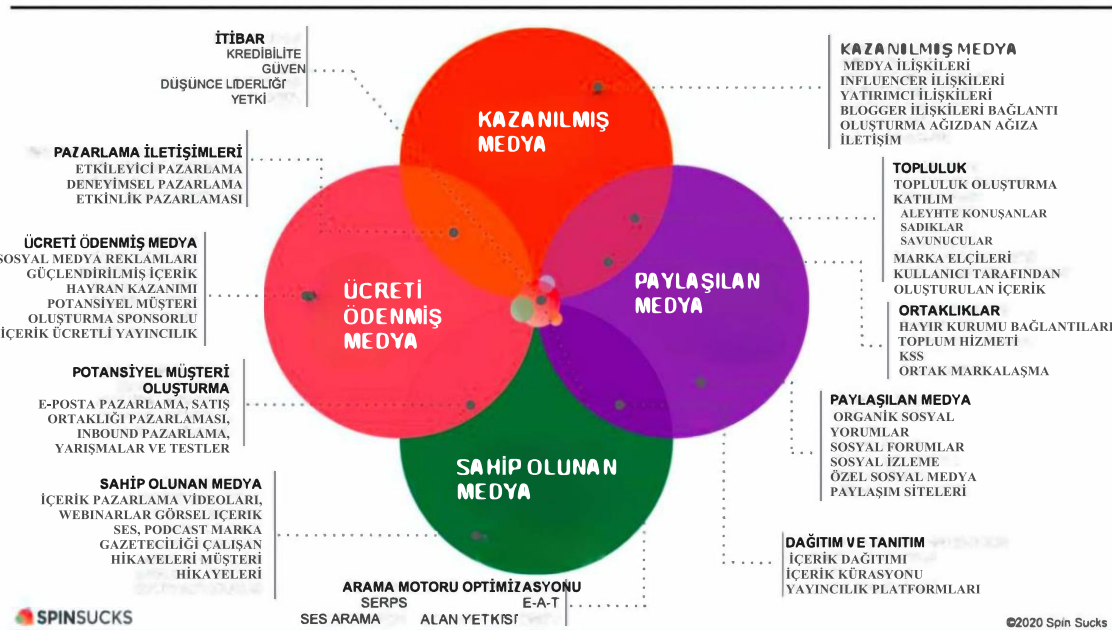 İTİBAR
KREDİBİLİTE
GÜVEN
DÜŞÜNCE LİDERLİĞİ
YETKİ
PAZARLAMA İLETİŞİMLERİ
ETKİLEYİCİ PAZARLAMA
DENEYİMSEL PAZARLAMA
ETKİNLİK PAZARLAMASI
ÜCRETİ ÖDENMİŞ MEDYA
SOSYAL MEDYA REKLAMLARI
GÜÇLENDİRİLMİŞ İÇERİK
HAYRAN KAZANIMI
POTANSİYEL MÜŞTERİ
OLUŞTURMA SPONSORLU
İÇERİK ÜCRETLİ YAYINCILIK
POTANSİYEL MÜŞTERİ
OLUŞTURMA
E-POSTA PAZARLAMA, SATIŞ
ORTAKLIĞI PAZARLAMASI,
INBOUND PAZARLAMA,
YARIŞMALAR VE TESTLER
SAHİP OLUNAN MEDYA
İÇERİK PAZARLAMA VİDEOLARI,
WEBINARLAR GÖRSEL IÇERIK
SES, PODCAST MARKA
GAZETECİLİĞİ ÇALIŞAN
HİKAYELERİ MÜŞTERİ
HİKAYELERİ
ARAMA MOTORU OPTİMİZASYONU
SERPS E-A-T
SES ARAMA ALAN YETKİSİ
KAZANILMIŞ
MEDYA
ÜCRETİ
ÖDENMİŞ
MEDYA
PAYLAŞILAN
MEDYA
SAHİP OLUNAN
MEDYA
KAZANILMIŞ MEDYA
MEDYA İLİŞKİLERİ
INFLUENCER İLİŞKİLERİ
YATIRIMCI İLİŞKİLERİ
BLOGGER İLİŞKİLERİ BAĞLANTI
OLUŞTURMA AĞIZDAN AĞIZA
İLETİŞİM
TOPLULUK
TOPLULUK OLUŞTURMA
KATILIM
ALEYHTE KONUŞANLAR
SADIKLAR
SAVUNUCULAR
MARKA ELÇİLERİ
KULLANICI TARAFINDAN
OLUŞTURULAN İÇERİK
ORTAKLIKLAR
HAYIR KURUMU BAĞLANTILARI
TOPLUM HİZMETİ
KSS
ORTAK MARKALAŞMA
PAYLAŞILAN MEDYA
ORGANİK SOSYAL
YORUMLAR
SOSYAL FORUMLAR
SOSYAL İZLEME
ÖZEL SOSYAL MEDYA
PAYLAŞIM SİTELERİ
DAĞITIM VE TANITIM
İÇERİK DAĞITIMI
İÇERİK KÜRASYONU
YAYINCILIK PLATFORMLARI
SPINSUCKS
©2020 Spin Sucks